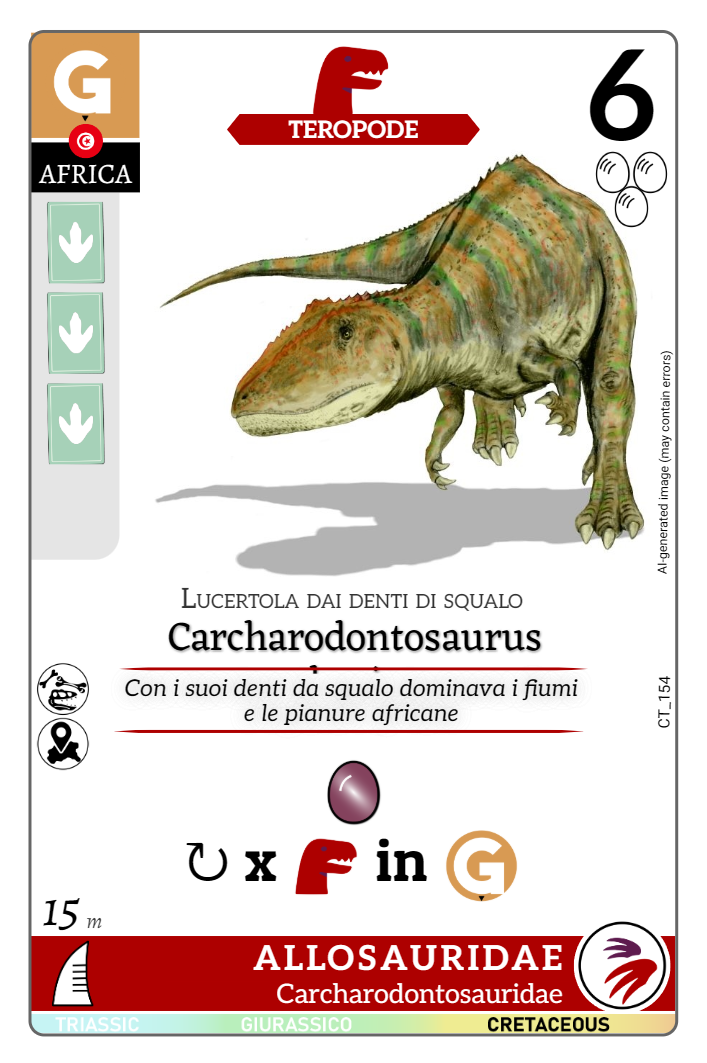 G
AFRICA
TEROPODE
6
AI-generated image (may contain errors)
Lucertola dai denti di squalo
Carcharodontosaurus
Con i suoi denti da squalo dominava i fiumi
e le pianure africane
CT_154
x in G
15 m
ALLOSAURIDAE
Carcharodontosauridae
TRIASSIC GIURASSICO CRETACEOUS